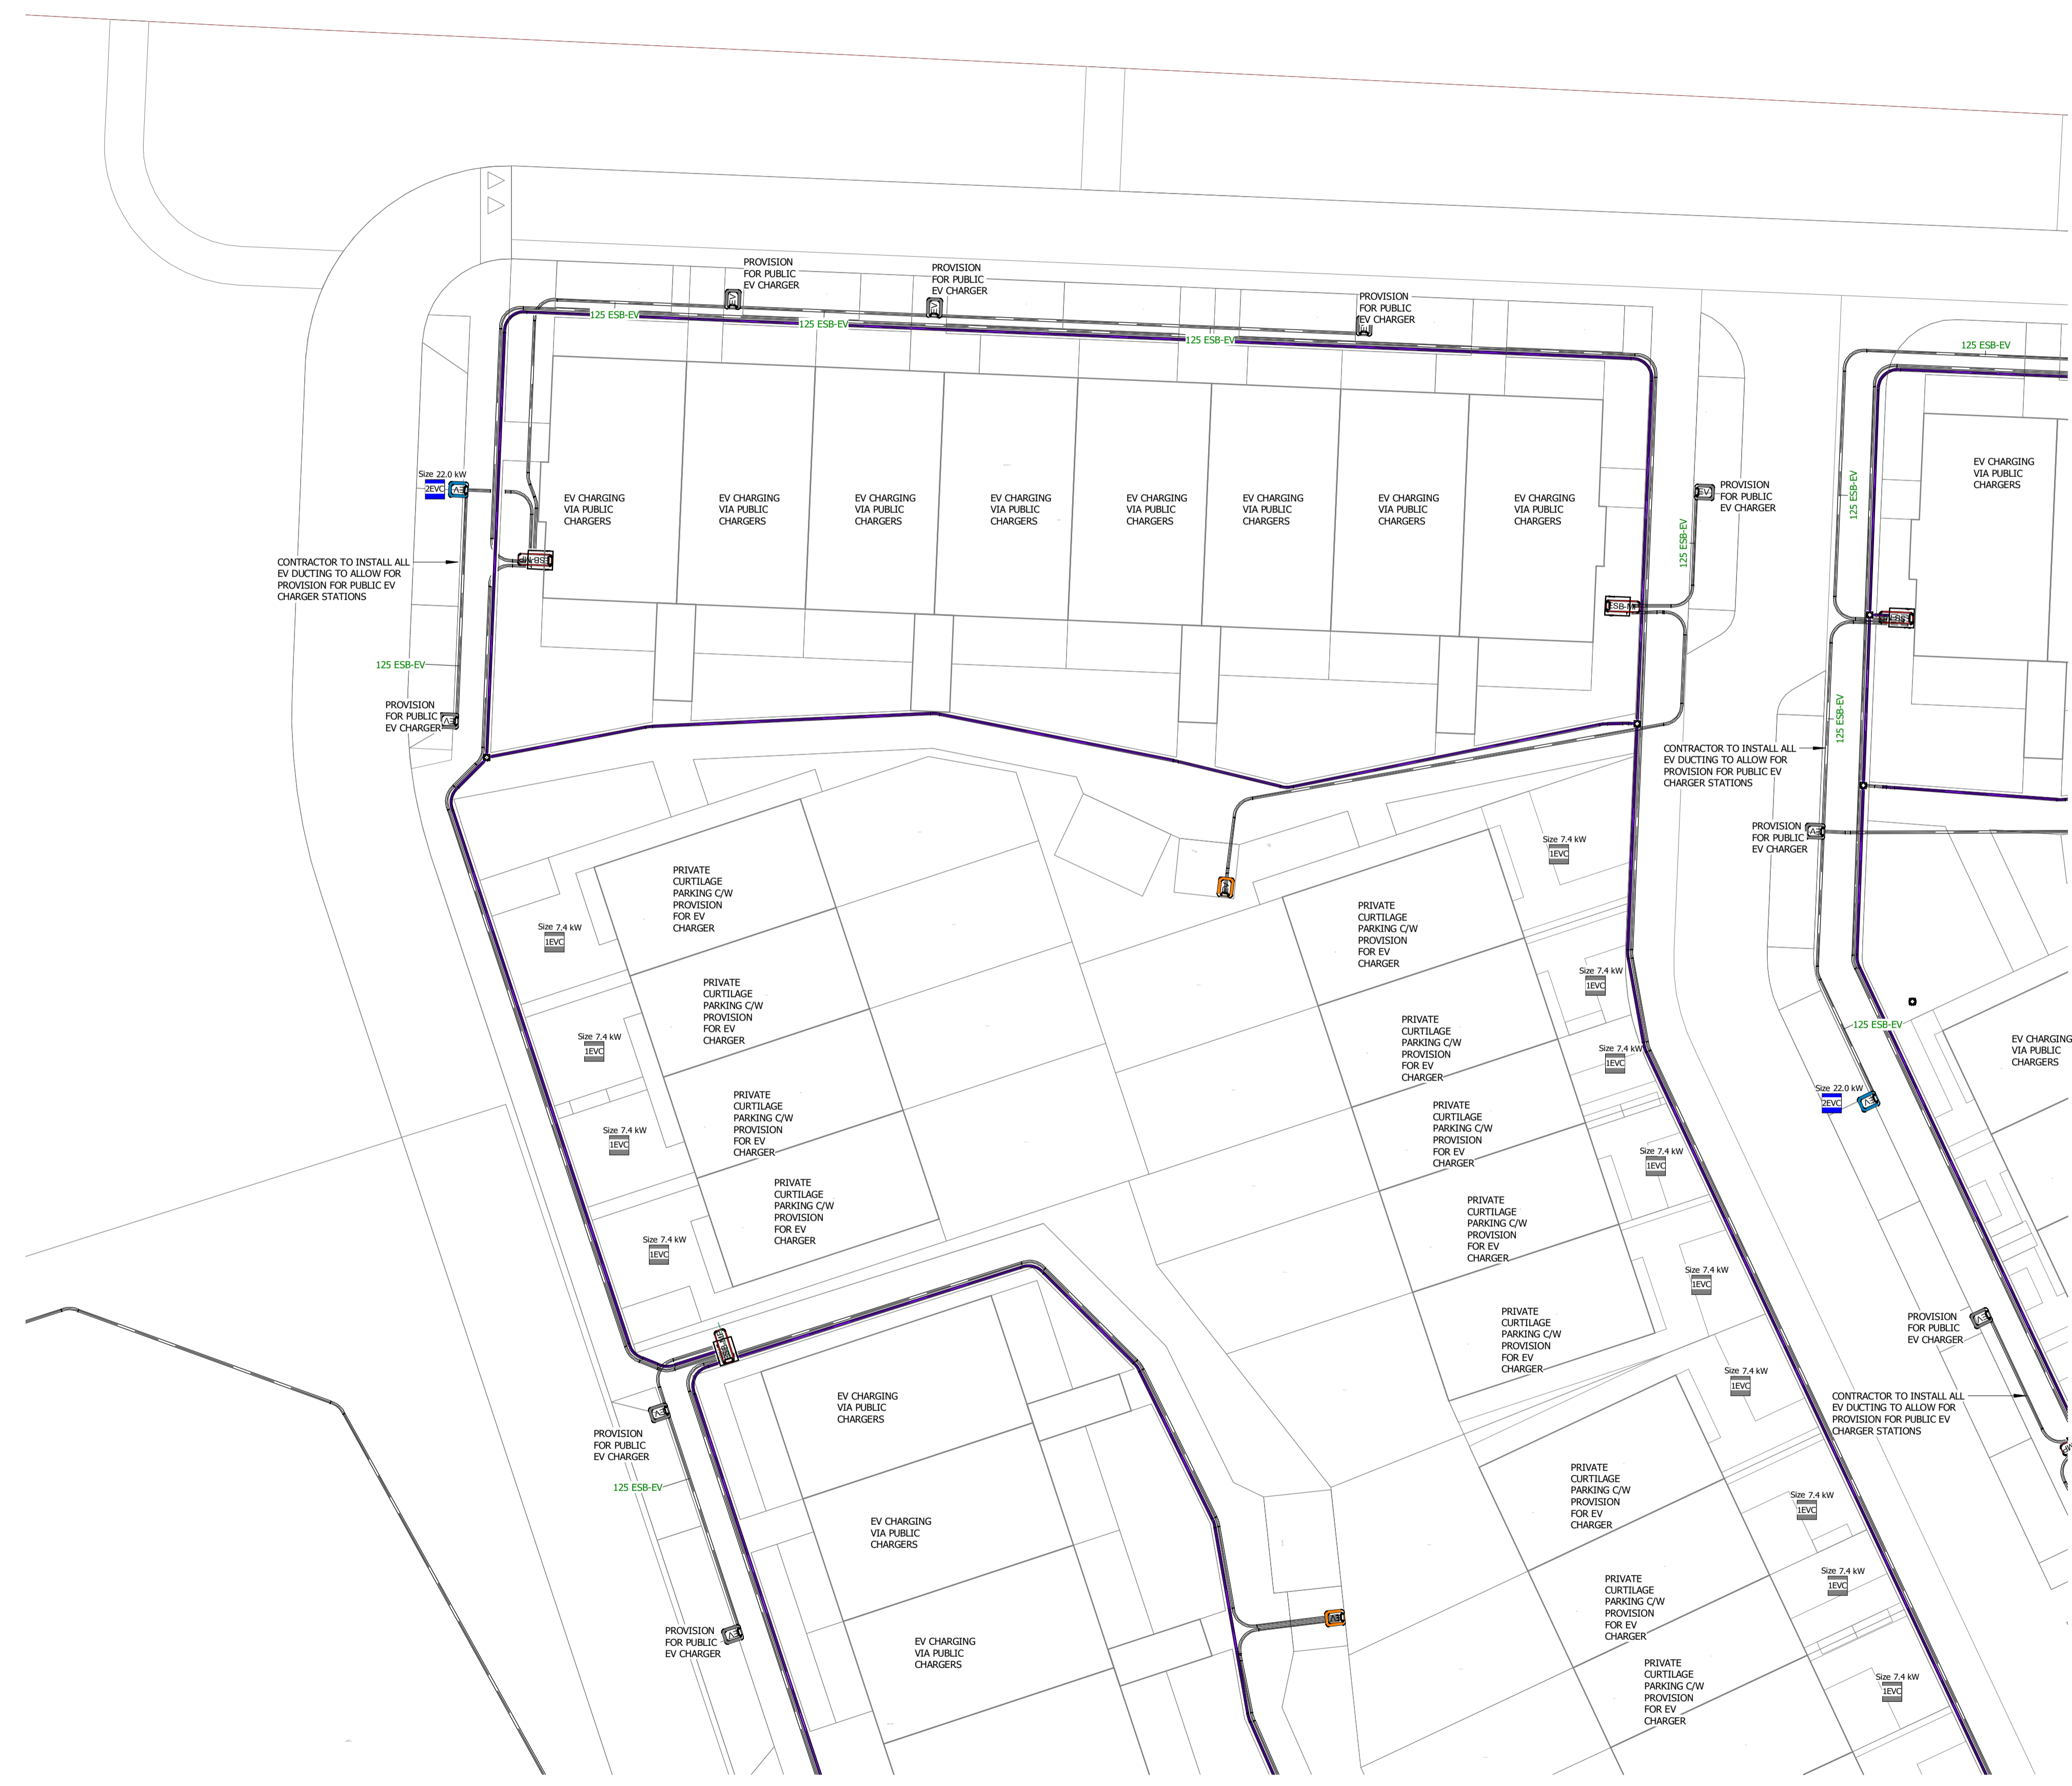 PROVISION
FOR PUBLIC
EV CHARGER
PROVISION
FOR PUBLIC
EV CHARGER
PROVISION
FOR PUBLIC
EV CHARGER
EV
EV
125 ESB-EV
125 ESB-EV
125 ESB-EV
125 ESB-EV
Size 22.0 kW
2EVC
EV
EV CHARGING
VIA PUBLIC
CHARGERS
EV CHARGING
VIA PUBLIC
CHARGERS
EV CHARGING
VIA PUBLIC
CHARGERS
EV CHARGING
VIA PUBLIC
CHARGERS
EV CHARGING
VIA PUBLIC
CHARGERS
EV CHARGING
VIA PUBLIC
CHARGERS
EV CHARGING
VIA PUBLIC
CHARGERS
EV CHARGING
VIA PUBLIC
CHARGERS
EV
PROVISION
FOR PUBLIC
EV CHARGER
125 ESB-EV
125 ESB-EV
EV CHARGING
VIA PUBLIC
CHARGERS
CONTRACTOR TO INSTALL ALL
EV DUCTING TO ALLOW FOR
PROVISION FOR PUBLIC EV
CHARGER STATIONS
125 ESB-EV
PROVISION
FOR PUBLIC
EV CHARGER
EV
125 ESB-EV
CONTRACTOR TO INSTALL ALL
EV DUCTING TO ALLOW FOR
PROVISION FOR PUBLIC EV
CHARGER STATIONS
PROVISION
FOR PUBLIC
EV CHARGER
EV
Size 7.4 kW
1EVC
PRIVATE
CURTILAGE
PARKING C/W
PROVISION
FOR EV
CHARGER
Size 7.4 kW
1EVC
PRIVATE
CURTILAGE
PARKING C/W
PROVISION
FOR EV
CHARGER
Size 7.4 kW
1EVC
PRIVATE
CURTILAGE
PARKING C/W
PROVISION
FOR EV
CHARGER
Size 7.4 kW
1EVC
PRIVATE
CURTILAGE
PARKING C/W
PROVISION
FOR EV
CHARGER
Size 7.4 kW
1EVC
PRIVATE
CURTILAGE
PARKING C/W
PROVISION
FOR EV
CHARGER
Size 7.4 kW
1EVC
PRIVATE
CURTILAGE
PARKING C/W
PROVISION
FOR EV
CHARGER
Size 7.4 kW
1EVC
PRIVATE
CURTILAGE
PARKING C/W
PROVISION
FOR EV
CHARGER
Size 7.4 kW
1EVC
PRIVATE
CURTILAGE
PARKING C/W
PROVISION
FOR EV
CHARGER
Size 7.4 kW
1EVC
PRIVATE
CURTILAGE
PARKING C/W
PROVISION
FOR EV
CHARGER
Size 7.4 kW
1EVC
125 ESB-EV
EV CHARGING
VIA PUBLIC
CHARGERS
Size 22.0 kW
2EVC
EV
PROVISION
FOR PUBLIC
EV CHARGER
EV
CONTRACTOR TO INSTALL ALL
EV DUCTING TO ALLOW FOR
PROVISION FOR PUBLIC EV
CHARGER STATIONS
EV
PROVISION
FOR PUBLIC
EV CHARGER
125 ESB-EV
PROVISION
FOR PUBLIC
EV CHARGER
EV
EV CHARGING
VIA PUBLIC
CHARGERS
EV CHARGING
VIA PUBLIC
CHARGERS
EV CHARGING
VIA PUBLIC
CHARGERS
PRIVATE
CURTILAGE
PARKING C/W
PROVISION
FOR EV
CHARGER
Size 7.4 kW
1EVC
PRIVATE
CURTILAGE
PARKING C/W
PROVISION
FOR EV
CHARGER
Size 7.4 kW
1EVC
PRIVATE
CURTILAGE
PARKING C/W
PROVISION
FOR EV
CHARGER
Size 7.4 kW
1EVC